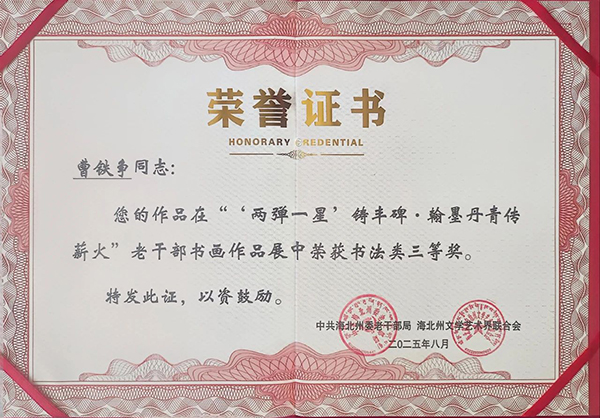 荣誉证书
HONORARY CREDENTIAL
曹铁争同志：
您的作品在“‘两弹一星’铸丰碑·翰墨丹青传
薪火”老干部书画作品展中荣获书法类三等奖。
特发此证，以资鼓励。
中共海北州委老干部局 海北州文学艺术界联合会
二〇二五年八月